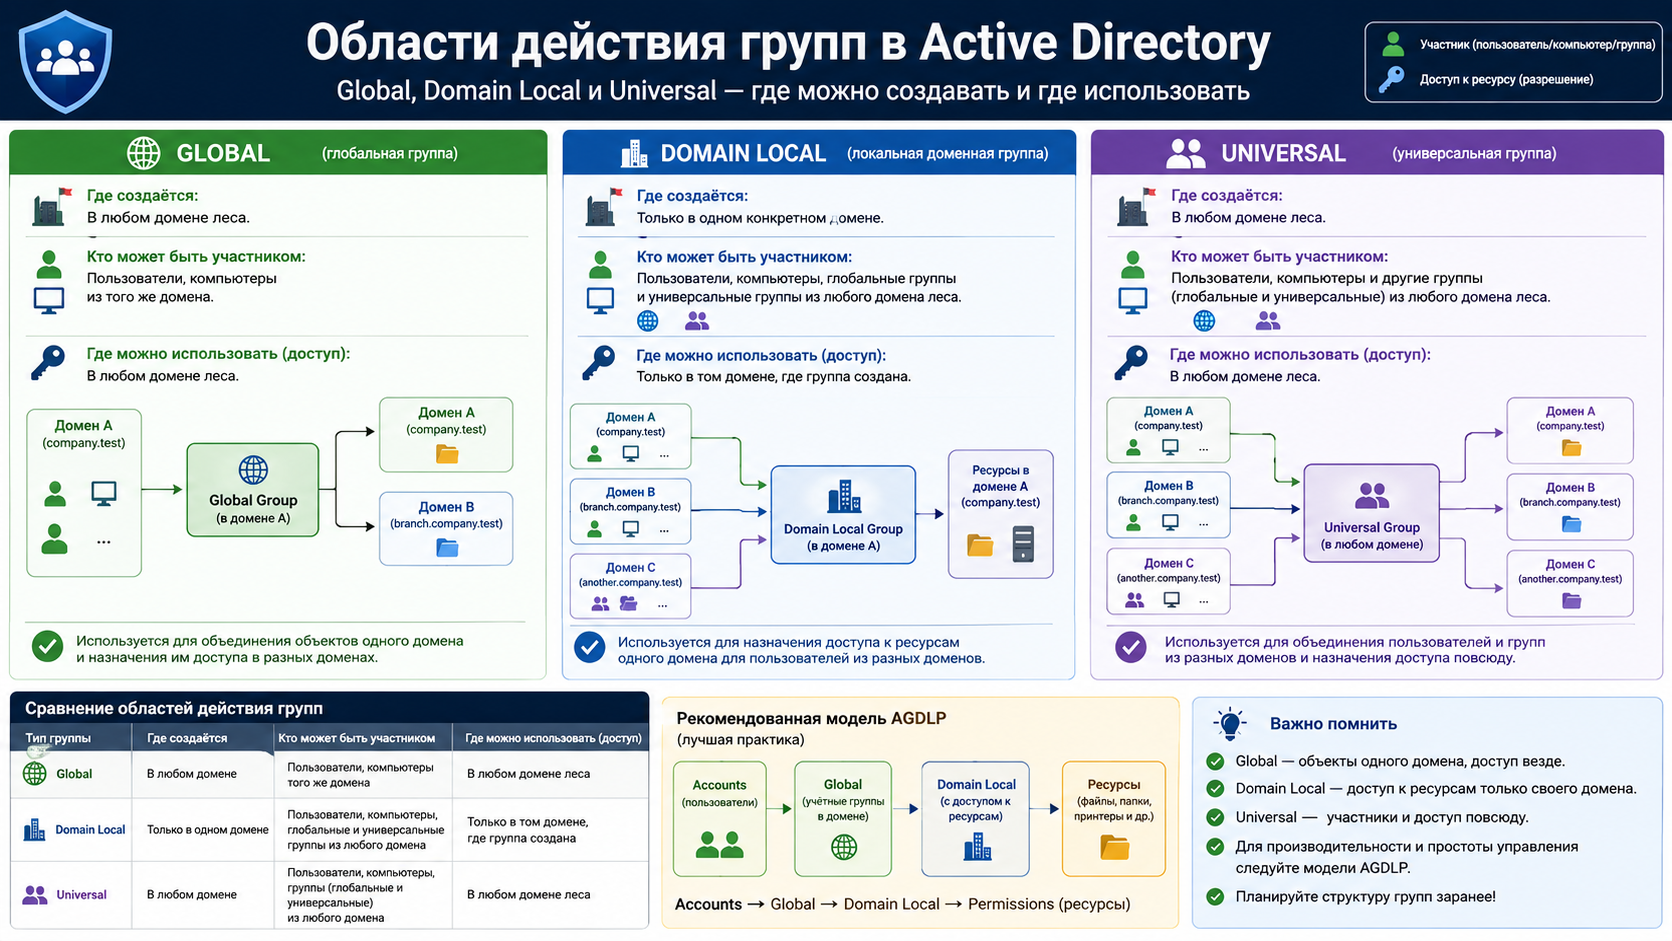 Области действия групп в Active Directory
Global, Domain Local и Universal — где можно создавать и где использовать
Участник (пользователь/компьютер/группа)
Доступ к ресурсу (разрешение)
GLOBAL (глобальная группа)
Где создаётся:
В любом домене леса.
Кто может быть участником:
Пользователи, компьютеры
из того же домена.
Где можно использовать (доступ):
В любом домене леса.
Домен A
(company.test)
...
Global Group
(в домене A)
Домен A
(company.test)
Домен B
(branch.company.test)
Используется для объединения объектов одного домена
и назначения им доступа в разных доменах.
DOMAIN LOCAL (локальная доменная группа)
Где создаётся:
Только в одном конкретном домене.
Кто может быть участником:
Пользователи, компьютеры, глобальные группы
и универсальные группы из любого домена леса.
Где можно использовать (доступ):
Только в том домене, где группа создана.
Домен A
(company.test)
...
Домен B
(branch.company.test)
...
Домен C
(another.company.test)
...
Domain Local Group
(в домене A)
Ресурсы в
домене A
(company.test)
Используется для назначения доступа к ресурсам
одного домена для пользователей из разных доменов.
UNIVERSAL (универсальная группа)
Где создаётся:
В любом домене леса.
Кто может быть участником:
Пользователи, компьютеры и другие группы
(глобальные и универсальные) из любого домена леса.
Где можно использовать (доступ):
В любом домене леса.
Домен A
(company.test)
...
Домен B
(branch.company.test)
...
Домен C
(another.company.test)
...
Universal Group
(в любом домене)
Домен A
(company.test)
Домен B
(branch.company.test)
Домен C
(another.company.test)
Используется для объединения пользователей и групп
из разных доменов и назначения доступа повсюду.
Сравнение областей действия групп
Тип группы Где создаётся Кто может быть участником Где можно использовать (доступ)
Global
В любом домене
Пользователи, компьютеры
того же домена
В любом домене леса
Domain Local
Только в одном домене
Пользователи, компьютеры,
глобальные и универсальные
группы из любого домена
Только в том домене,
где группа создана
Universal
В любом домене
Пользователи, компьютеры,
группы (глобальные и
универсальные)
из любого домена
В любом домене леса
Рекомендованная модель AGDLP
(лучшая практика)
Accounts
(пользователи)
Global
(учётные группы
в домене)
Domain Local
(с доступом к
ресурсам)
Ресурсы
(файлы, папки,
принтеры и др.)
Accounts → Global → Domain Local → Permissions (ресурсы)
Важно помнить
Global — объекты одного домена, доступ везде.
Domain Local — доступ к ресурсам только своего домена.
Universal — участники и доступ повсюду.
Для производительности и простоты управления
следуйте модели AGDLP.
Планируйте структуру групп заранее!